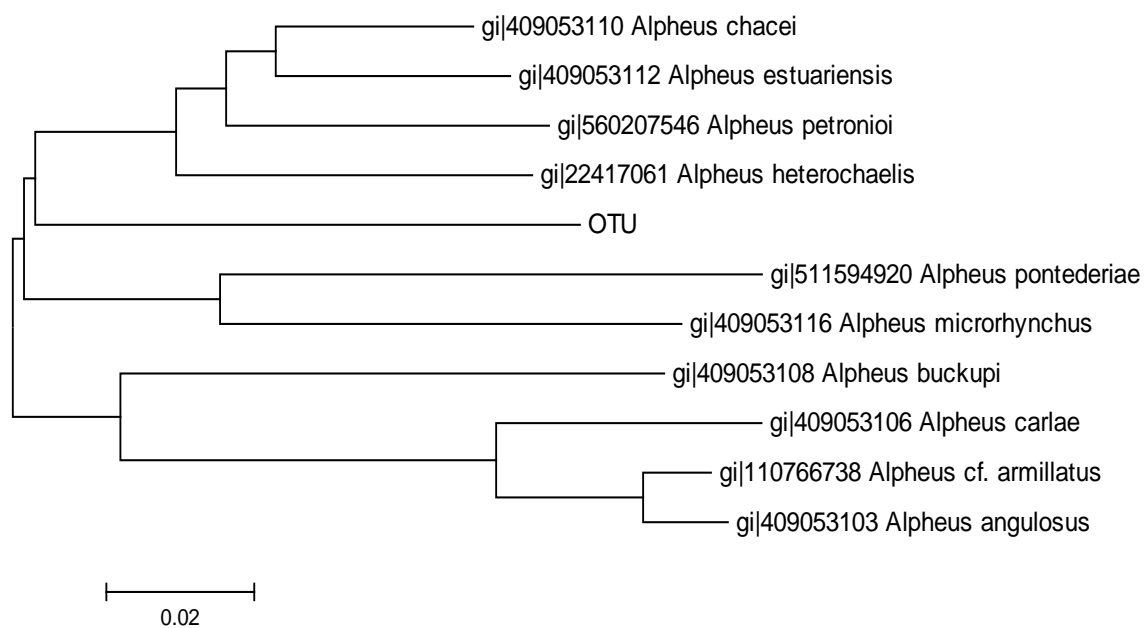 gi|409053110 Alpheus chacei
gi|409053112 Alpheus estuariensis
gi|560207546 Alpheus petronioi
gi|22417061 Alpheus heterochaelis
OTU
gi|511594920 Alpheus pontederiae
gi|409053116 Alpheus microrhynchus
gi|409053108 Alpheus buckupi
gi|409053106 Alpheus carlae
gi|110766738 Alpheus cf. armillatus
gi|409053103 Alpheus angulosus
0.02